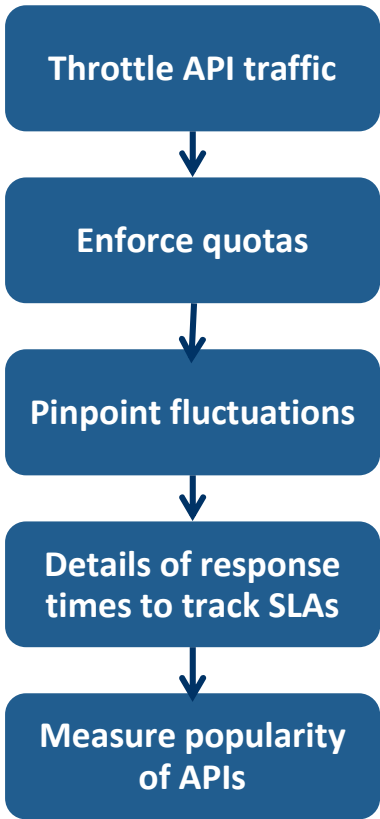 Throttle API traffic
Enforce quotas
Pinpoint fluctuations
Details of response
times to track SLAs
Measure popularity
of APIs